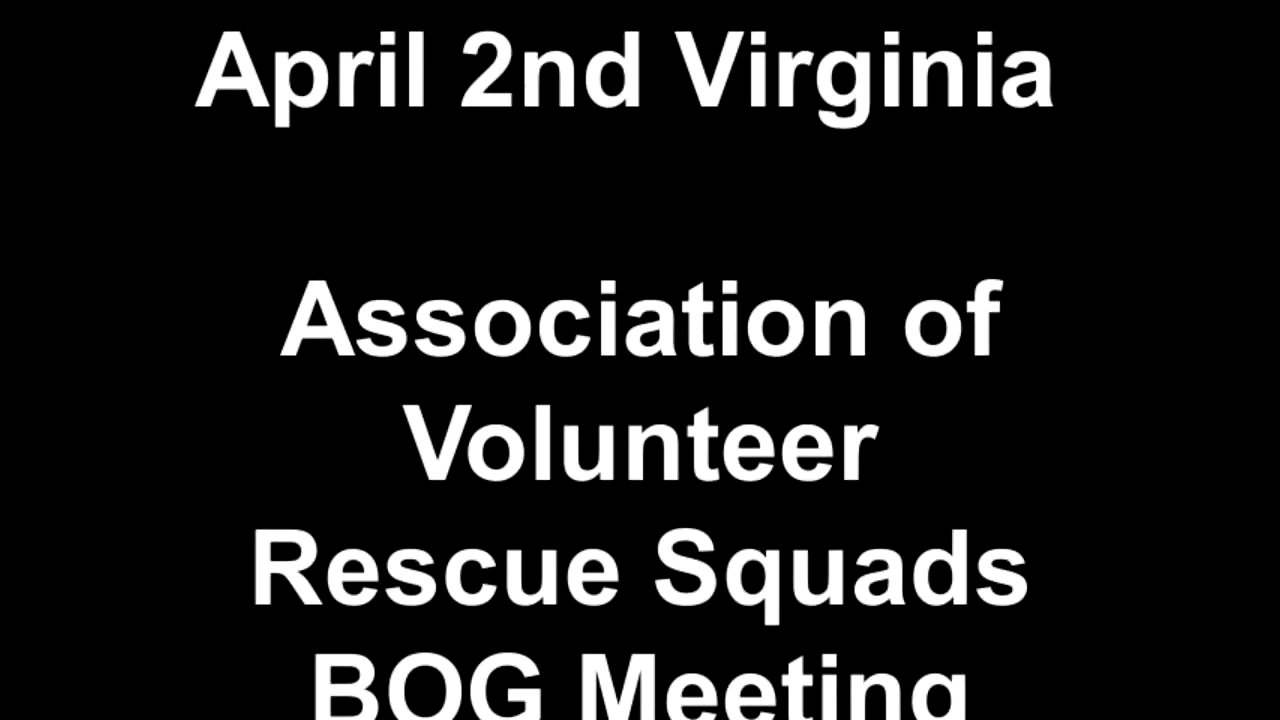 April 2nd Virginia
Association of
Volunteer
Rescue Squads
BOG Meeting